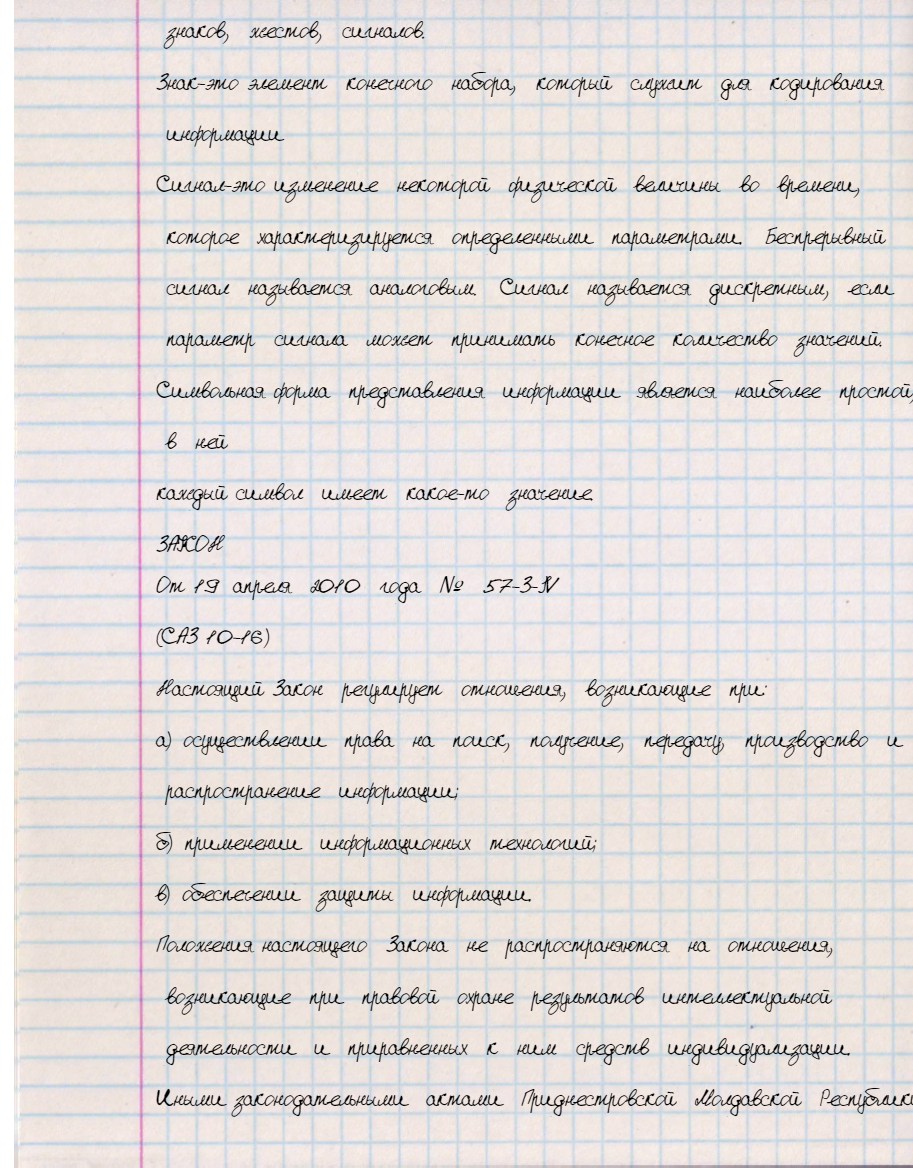 знаков, жестов, сигналов.
Знак-это элемент конечного набора, который служит для кодирования
информации
Сигнал-это изменение некоторой физической величины во времени,
которое характеризируется определенными параметрами. Беспрерывный
сигнал называется аналоговым. Сигнал называется дискретным, если
параметр сигнала может принимать конечное количество значений.
Символьная форма представления информации является наиболее простой,
в ней
каждый символ имеет какое-то значение.
ЗАКОН
От 19 апреля 2010 года № 57-З-IV
(САЗ 10-16)
Настоящий Закон регулирует отношения, возникающие при:
а) осуществлении права на поиск, получение, передачу, производство и
распространение информации;
б) применении информационных технологий;
в) обеспечении защиты информации.
Положения настоящего Закона не распространяются на отношения,
возникающие при правовой охране результатов интеллектуальной
деятельности и приравненных к ним средств индивидуализации.
Иными законодательными актами Приднестровской Молдавской Республики